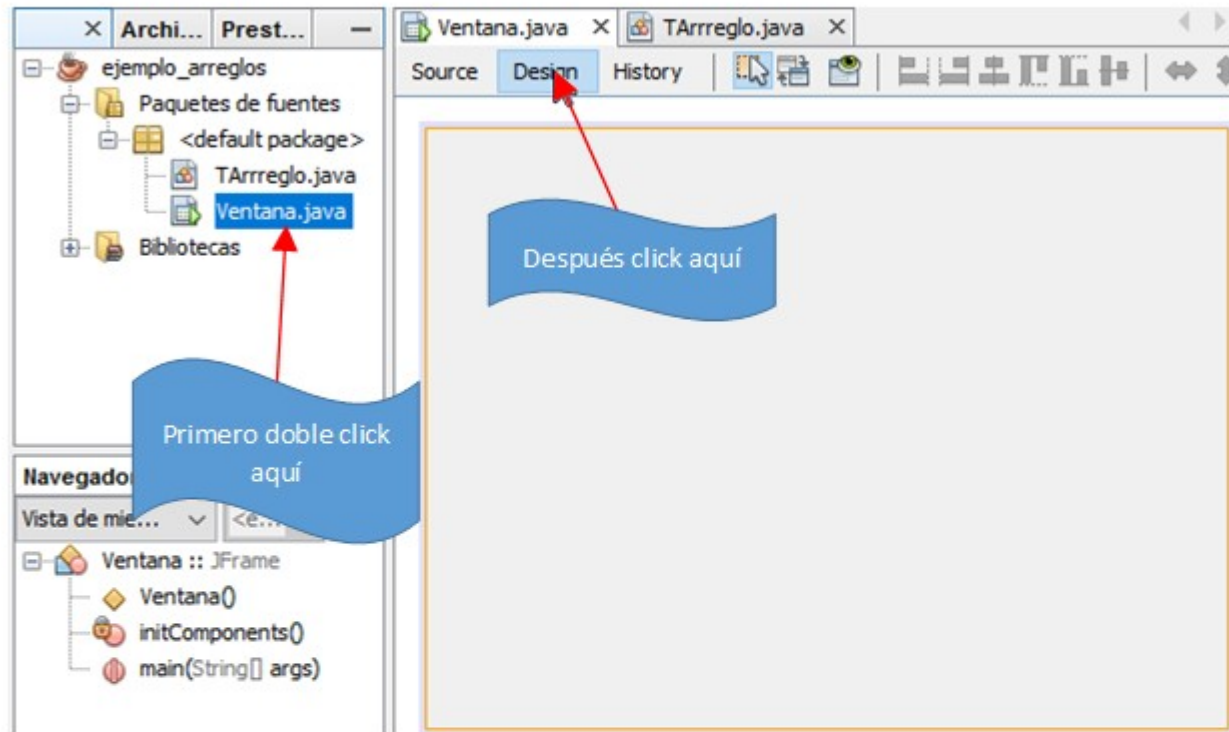 Archi...
Prest...
ejemplo_arreglos
Paquetes de fuentes
<default package>
TArrreglo.java
Ventana.java
Bibliotecas
Primero doble click
aquí
Vista de mie...
<e...
Ventana :: JFrame
Ventana()
initComponents()
main(String[] args)
Ventana.java
TArrreglo.java
Source Design History
Después click aquí